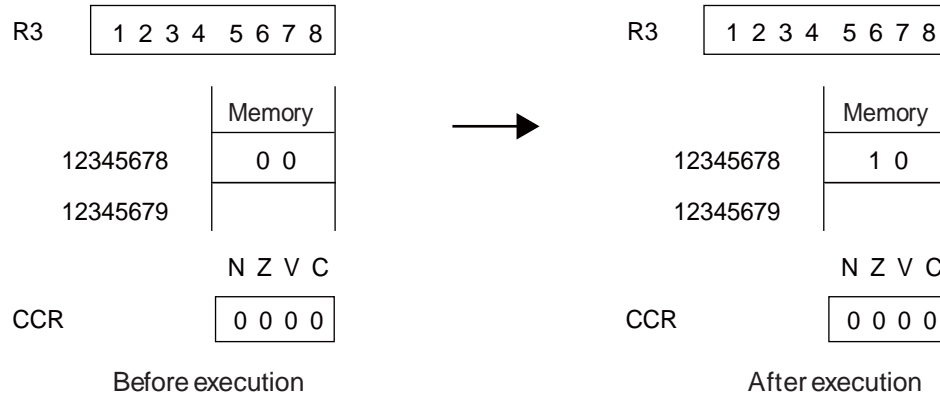 R3 1 2 3 4 5 6 7 8 R3 1 2 3 4 5 6 7 8
Memory Memory
12345678 0 0 12345678 1 0
12345679 12345679
N Z V C N Z V C
CCR 0 0 0 0 CCR 0 0 0 0
Before execution After execution